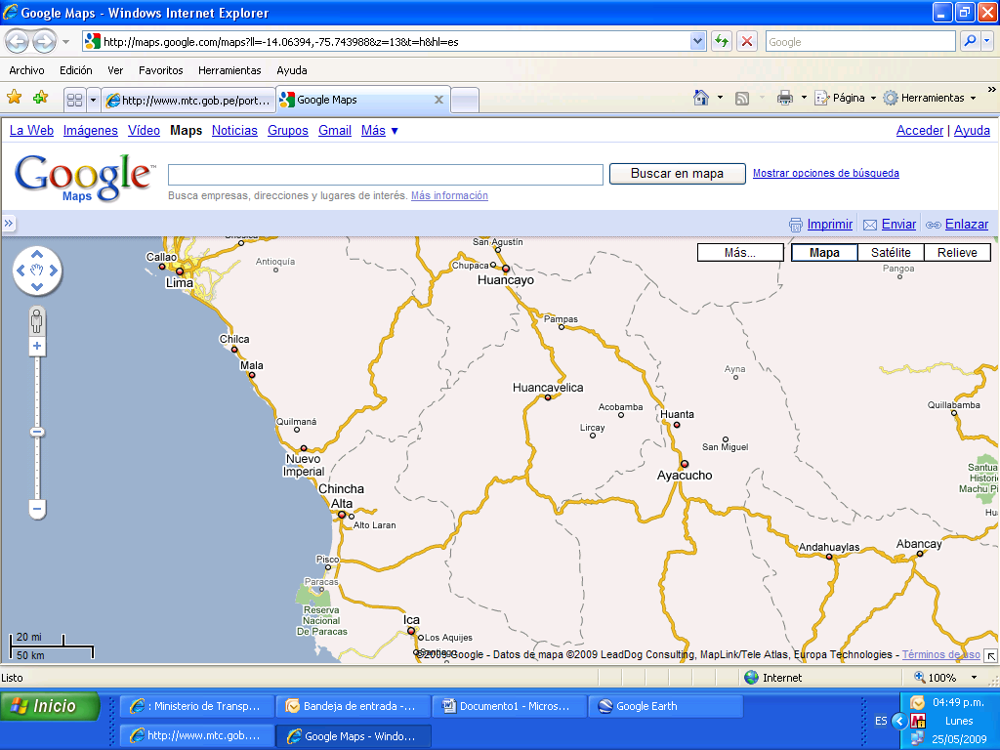 Google Maps - Windows Internet Explorer
http://maps.google.com/maps?ll=-14.06394,-75.743988&z=13&t=h&hl=es
Google
Archivo Edición Ver Favoritos Herramientas Ayuda
http://www.mtc.gob.pe/port... Google Maps Página Herramientas
La Web Imágenes Vídeo Maps Noticias Grupos Gmail Más ▼ Acceder | Ayuda
Google Maps™
Buscar en mapa Mostrar opciones de búsqueda
Busca empresas, direcciones y lugares de interés. Más información
Imprimir Enviar Enlazar
Más... Mapa Satélite Relieve
San Agustín
Callao
Antioquía
Chupaca
Pangoa
Lima
Huancayo
Pampas
Chilca
Mala
Ayna
Huancavelica
Quillabamba
Acobamba
Huanta
Quilmaná
Lircay
San Miguel
Nuevo
Imperial
Santua
Historic
Machu Pi
Ayacucho
Chincha
Alta
Hu
Alto Laran
Andahuaylas
Abancay
Pisco
Paracas
Reserva
Nacional
De Paracas
Ica
Los Aquijes
20 mi
50 km
©2009 Google - Datos de mapa ©2009 LeadDog Consulting, MapLink/Tele Atlas, Europa Technologies - Términos de uso
Listo Internet 100%
Inicio
: Ministerio de Transp... Bandeja de entrada -... Documento1 - Micros... Google Earth
http://www.mtc.gob.... Google Maps - Windo...
ES
04:49 p.m.
Lunes
25/05/2009